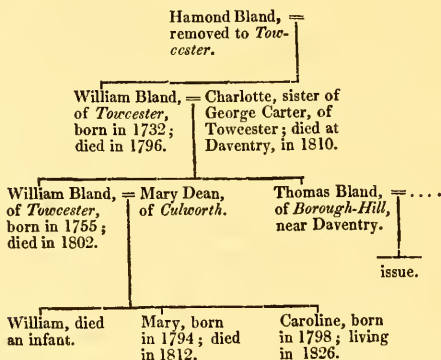 Hamond Bland, =
removed to Tow-
cester.
William Bland, = Charlotte, sister of
of Towcester, George Carter, of
born in 1732; Towcester; died at
died in 1796. Daventry, in 1810.
William Bland, = Mary Dean,
of Towcester, of Culworth.
born in 1755;
died in 1802.
Thomas Bland, = ....
of Borough-Hill,
near Daventry.
issue.
William, died
an infant.
Mary, born
in 1794; died
in 1812.
Caroline, born
in 1798; living
in 1826.